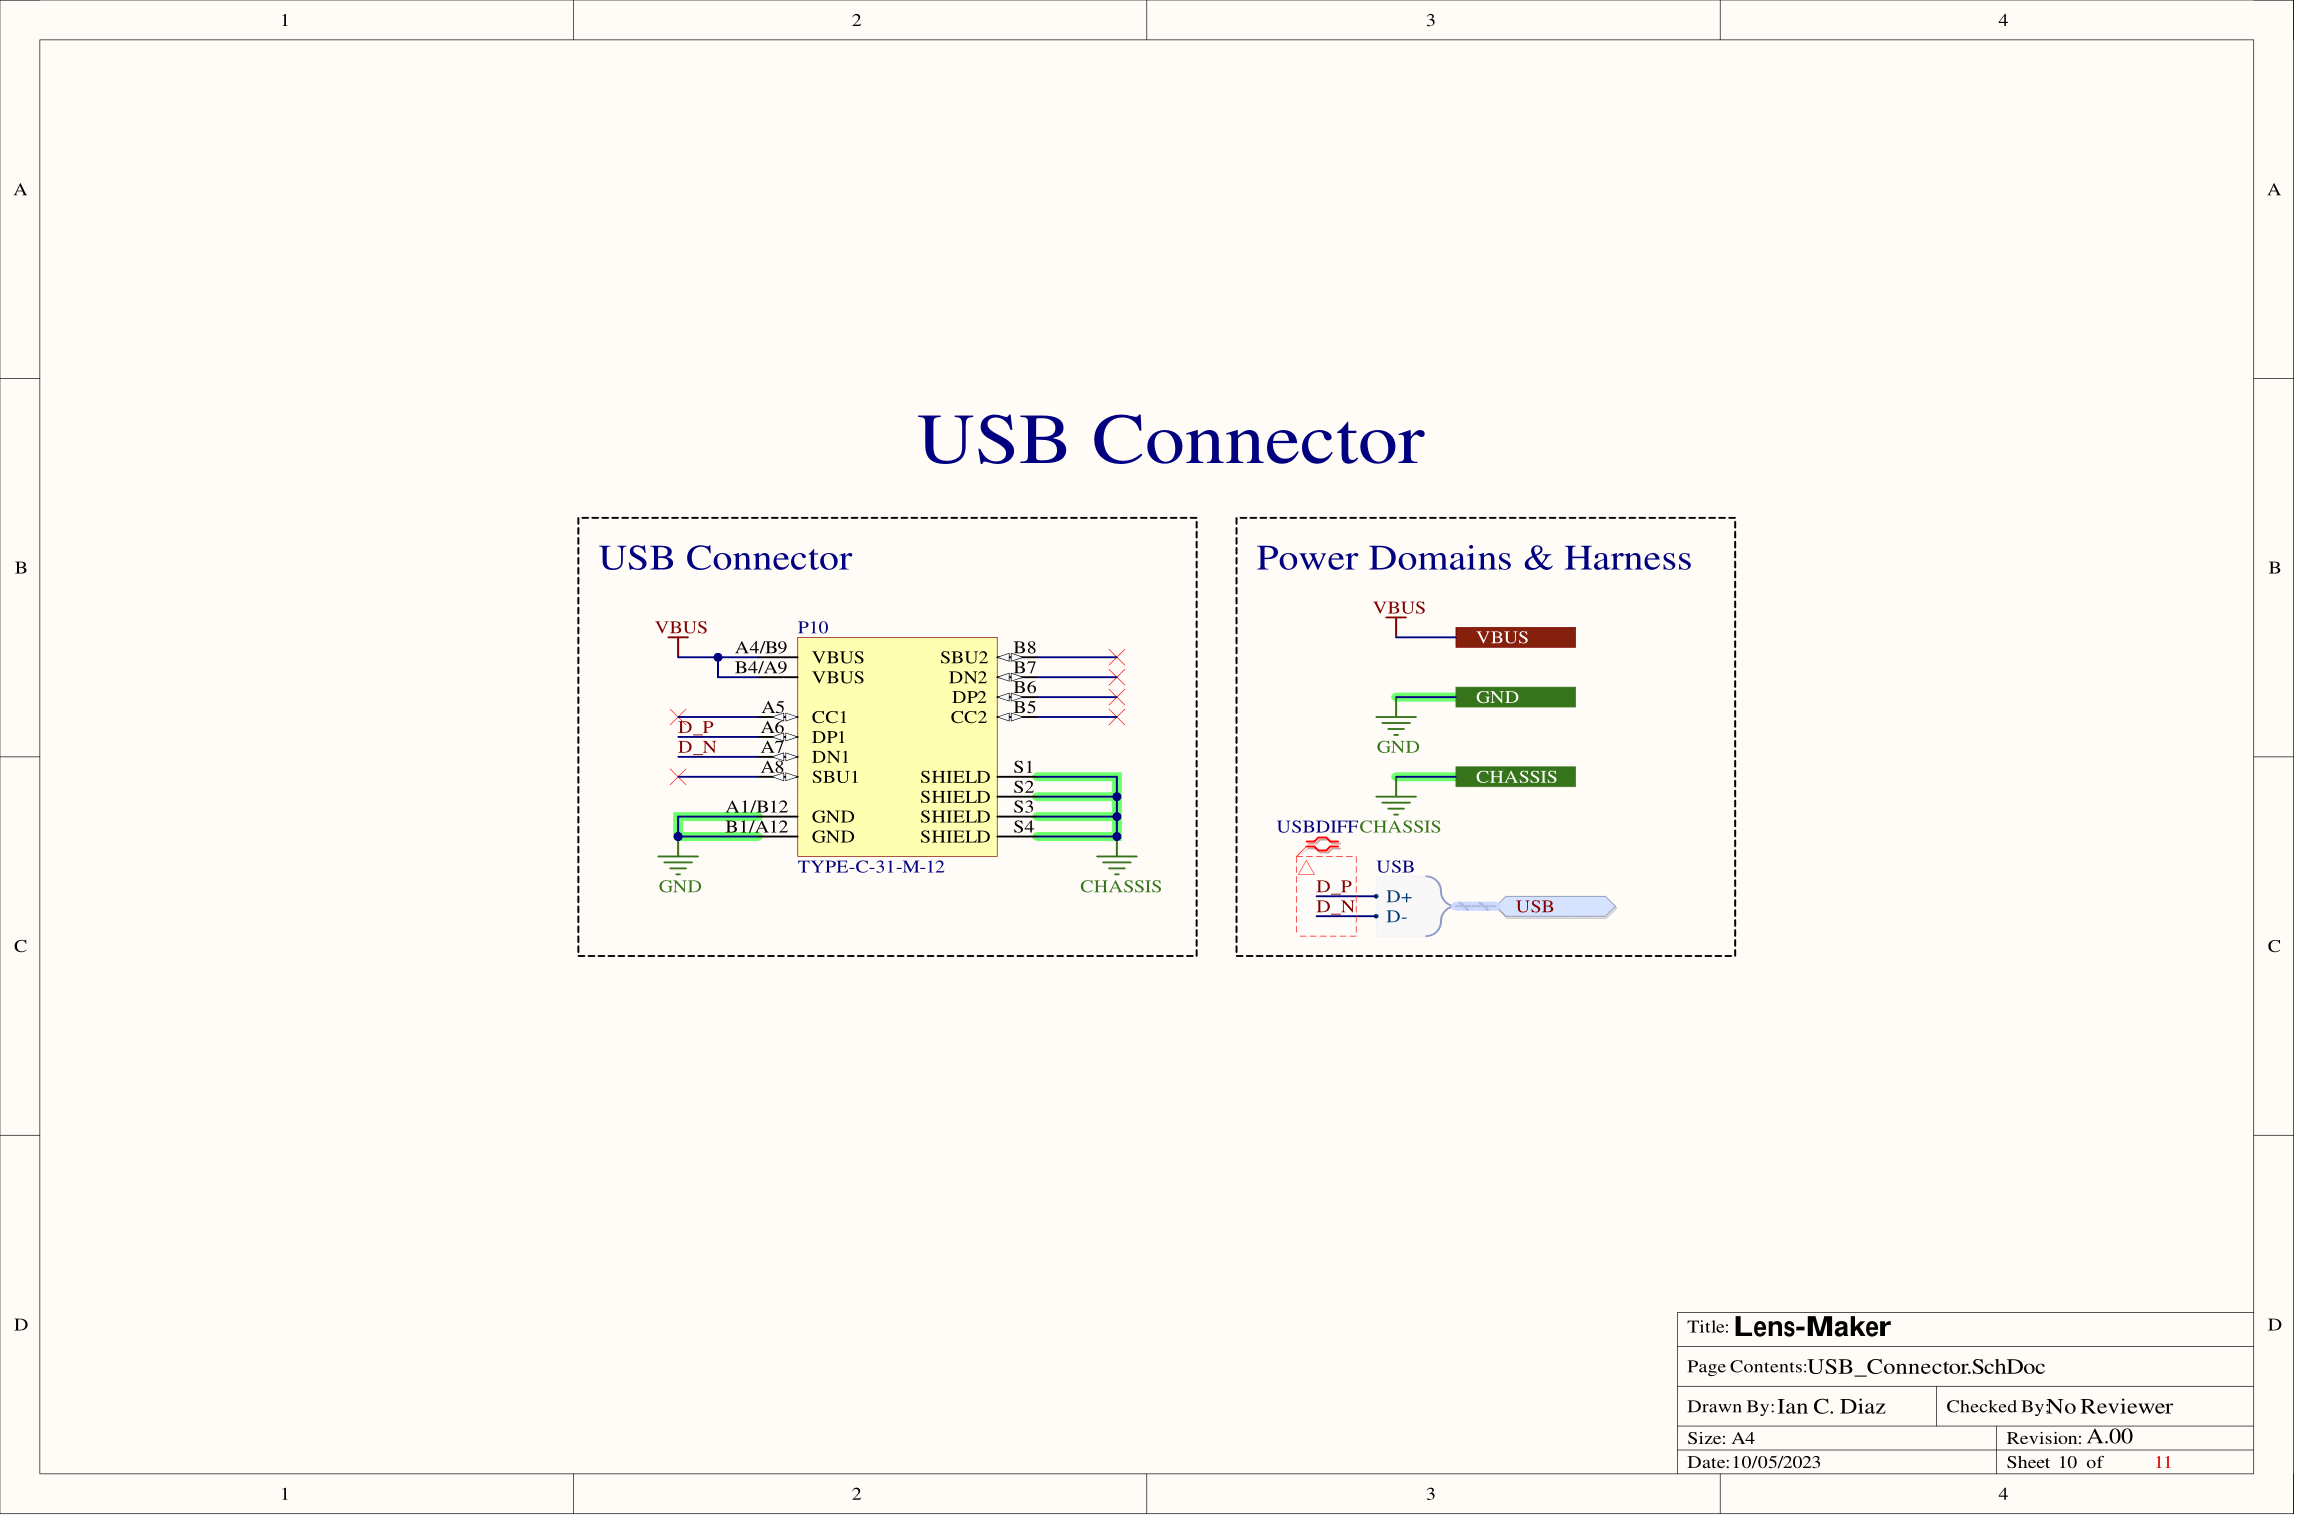 1 2 3 4
A A
USB Connector
B B
USB Connector
VBUS
P10
A4/B9 VBUS SBU2 B8
B4/A9 VBUS DN2 B7
DP2 B6
A5 CC1 CC2 B5
D_P A6 DP1
D_N A7 DN1
A8 SBU1 SHIELD S1
SHIELD S2
A1/B12 GND SHIELD S3
B1/A12 GND SHIELD S4
TYPE-C-31-M-12
GND CHASSIS
Power Domains & Harness
VBUS
VBUS
GND
GND
CHASSIS
USBDIFF CHASSIS
USB
D_P D+
D_N D- USB
C C
D D
Title: Lens-Maker
Page Contents: USB_Connector.SchDoc
Drawn By: Ian C. Diaz Checked By: No Reviewer
Size: A4 Revision: A.00
Date: 10/05/2023 Sheet 10 of 11
1 2 3 4